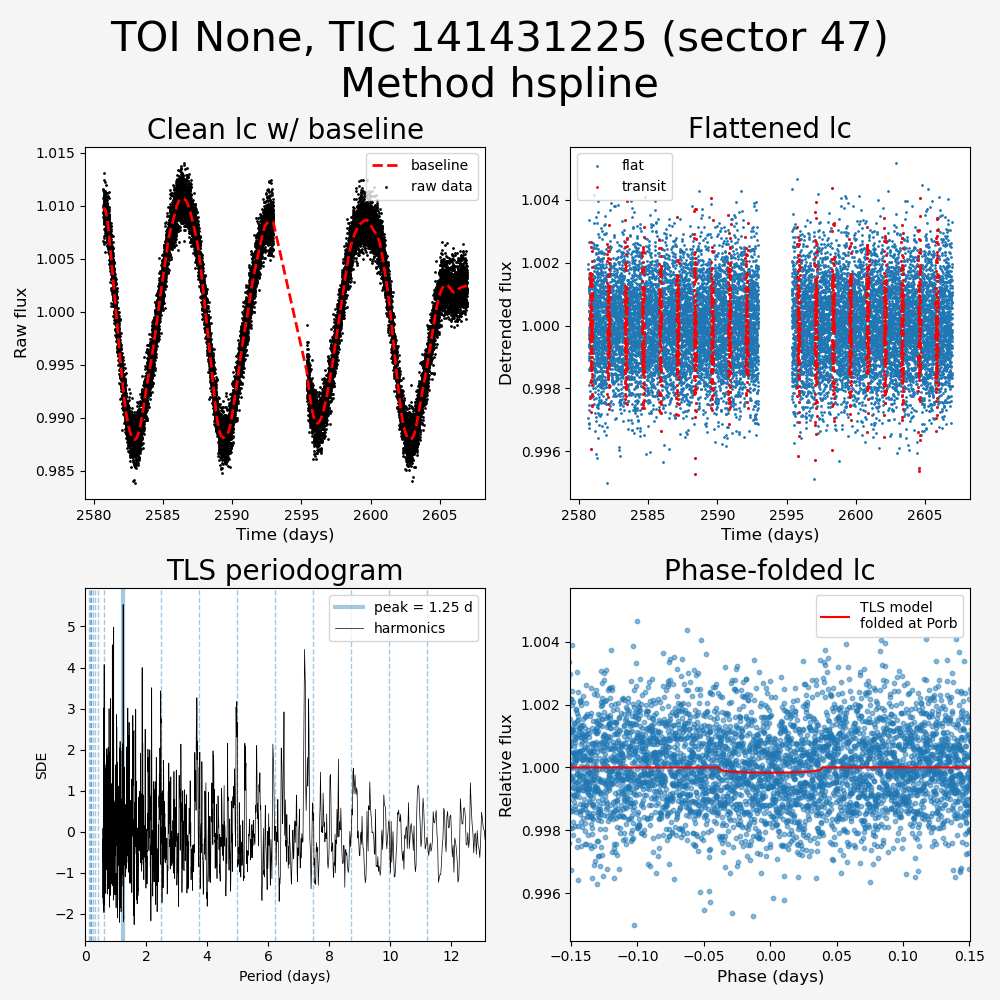 TOI None, TIC 141431225 (sector 47)
Method hspline
Clean lc w/ baseline
baseline
raw data
1.015
1.010
1.005
1.000
0.995
0.990
0.985
Raw flux
2580
2585
2590
2595
2600
2605
Time (days)
Flattened lc
flat
transit
1.004
1.002
1.000
0.998
0.996
Detrended flux
2580
2585
2590
2595
2600
2605
Time (days)
TLS periodogram
peak = 1.25 d
harmonics
5
4
3
2
1
0
−1
−2
SDE
0
2
4
6
8
10
12
Period (days)
Phase-folded lc
TLS model
folded at Porb
1.004
1.002
1.000
0.998
0.996
Relative flux
−0.15
−0.10
−0.05
0.00
0.05
0.10
0.15
Phase (days)